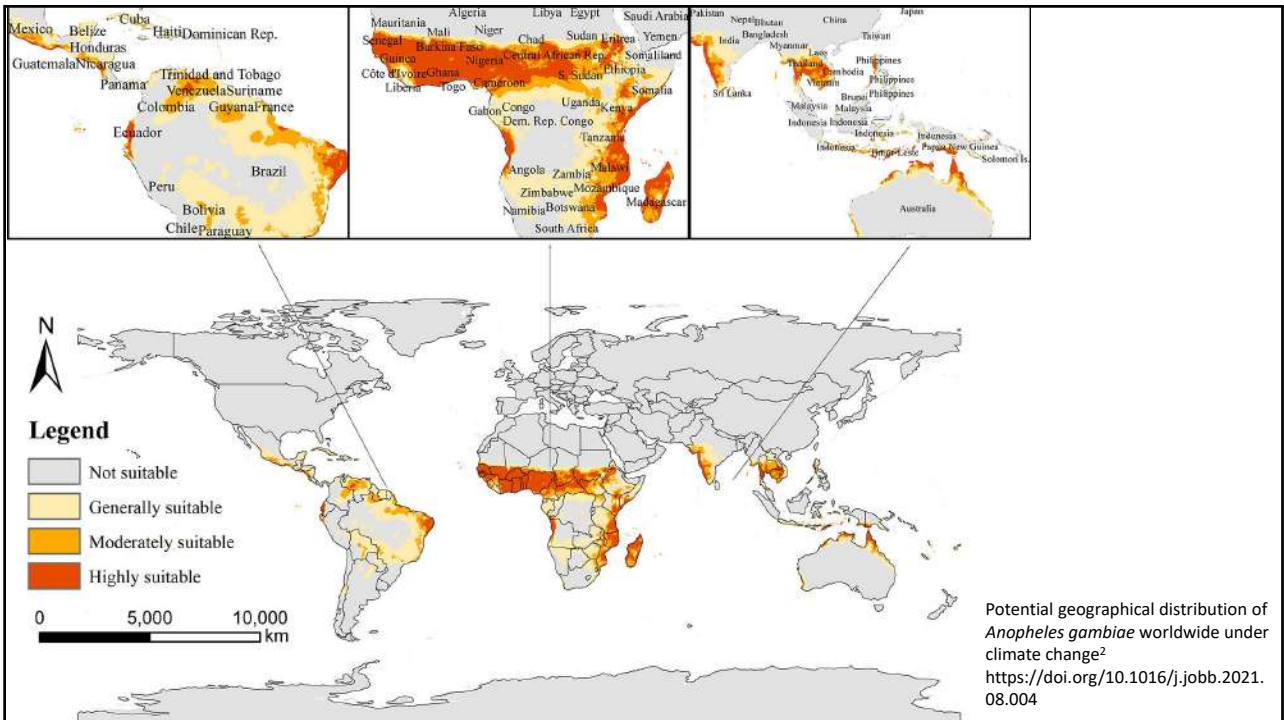 Mexico
Cuba
Belize
Haiti Dominican Rep.
Honduras
Guatemala Nicaragua
Trinidad and Tobago
Panama
Venezuela Suriname
Colombia
Guyana France
Ecuador
Peru
Brazil
Bolivia
Chile Paraguay
Algeria
Libya Egypt
Saudi Arabia
Mauritania
Mali
Niger
Chad
Sudan
Eritrea
Yemen
Senegal
Burkina Faso
Guinea
Nigeria
Central African Rep.
Somaliland
Côte d'Ivoire
Ghana
S. Sudan
Ethiopia
Liberia
Togo
Cameroon
Somalia
Uganda
Kenya
Gabon
Congo
Dem. Rep. Congo
Tanzania
Angola
Zambia
Malawi
Zimbabwe
Mozambique
Namibia
Botswana
Madagascar
South Africa
Pakistan
Nepal
Bhutan
China
Japan
Bangladesh
India
Myanmar
Taiwan
Laos
Thailand
Philippines
Cambodia
Vietnam
Philippines
Sri Lanka
Brunei
Philippines
Malaysia
Malaysia
Indonesia
Indonesia
Indonesia
Indonesia
Indonesia
Timor-Leste
Papua New Guinea
Solomon Is.
Australia
N
Legend
Not suitable
Generally suitable
Moderately suitable
Highly suitable
0 5,000 10,000
km
Potential geographical distribution of
Anopheles gambiae worldwide under
climate change2
https://doi.org/10.1016/j.jobb.2021.
08.004